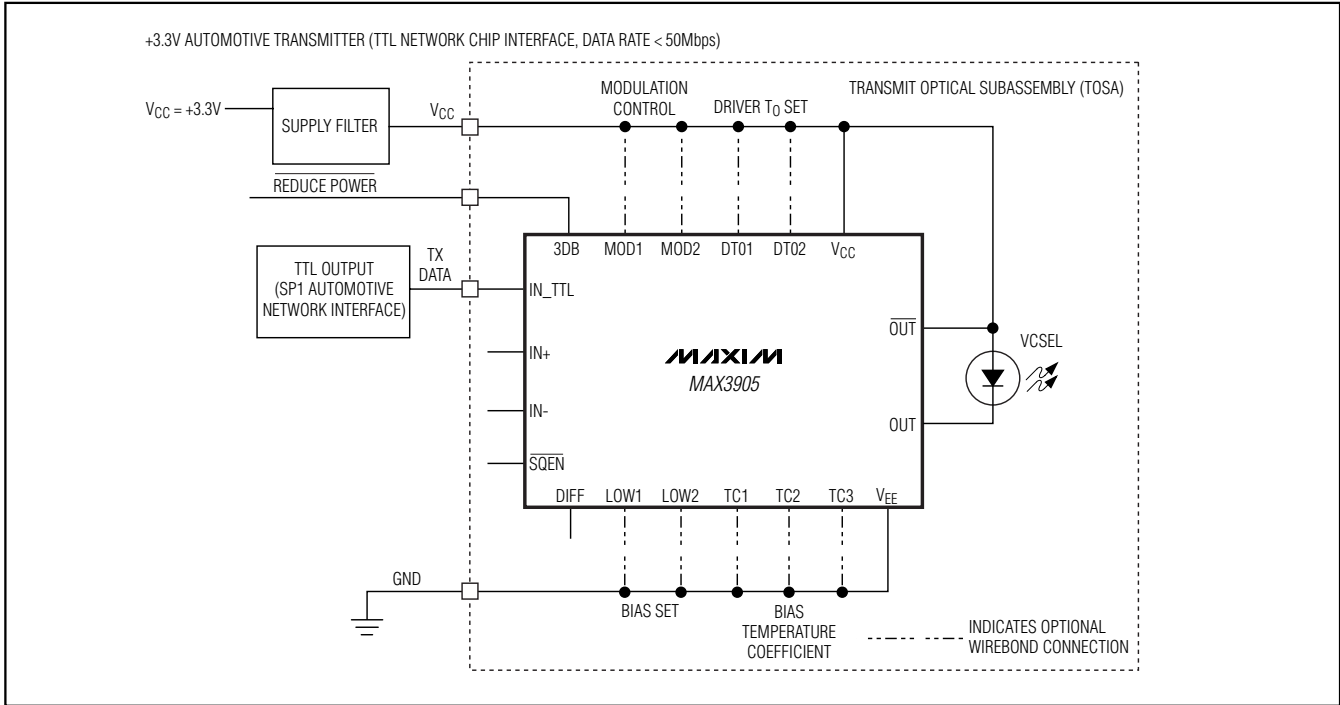 +3.3V AUTOMOTIVE TRANSMITTER (TTL NETWORK CHIP INTERFACE, DATA RATE < 50Mbps)
TRANSMIT OPTICAL SUBASSEMBLY (TOSA)
MODULATION
CONTROL
DRIVER T0 SET
VCC = +3.3V
SUPPLY FILTER
VCC
REDUCE POWER
3DB MOD1 MOD2 DT01 DT02 VCC
TTL OUTPUT
(SP1 AUTOMOTIVE
NETWORK INTERFACE)
TX
DATA
IN_TTL
IN+
IN-
SQEN
MAXIM
MAX3905
OUT
OUT
VCSEL
DIFF LOW1 LOW2 TC1 TC2 TC3 VEE
GND
BIAS SET
BIAS
TEMPERATURE
COEFFICIENT
INDICATES OPTIONAL
WIREBOND CONNECTION